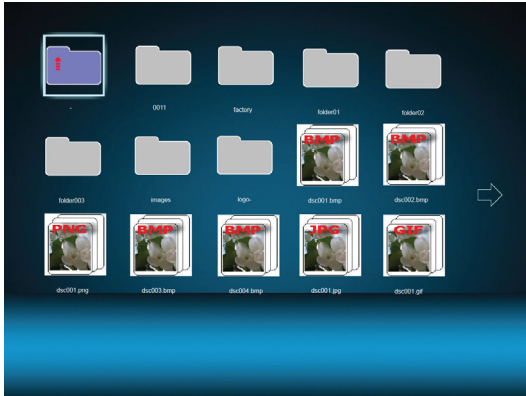 -
0011
factory
folder01
folder02
folder003
images
logo-
BMP
dsc001.bmp
BMP
dsc002.bmp
PNG
dsc001.png
BMP
dsc003.bmp
BMP
dsc004.bmp
JPG
dsc001.jpg
GIF
dsc001.gif